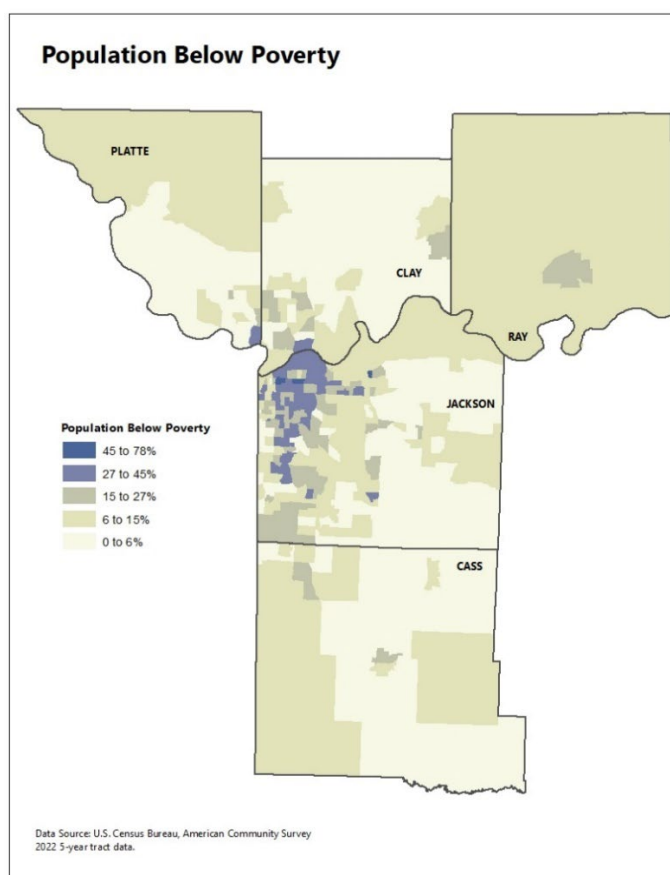 Population Below Poverty
PLATTE
CLAY
RAY
JACKSON
Population Below Poverty
45 to 78%
27 to 45%
15 to 27%
6 to 15%
0 to 6%
CASS
Data Source: U.S. Census Bureau, American Community Survey
2022 5-year tract data.